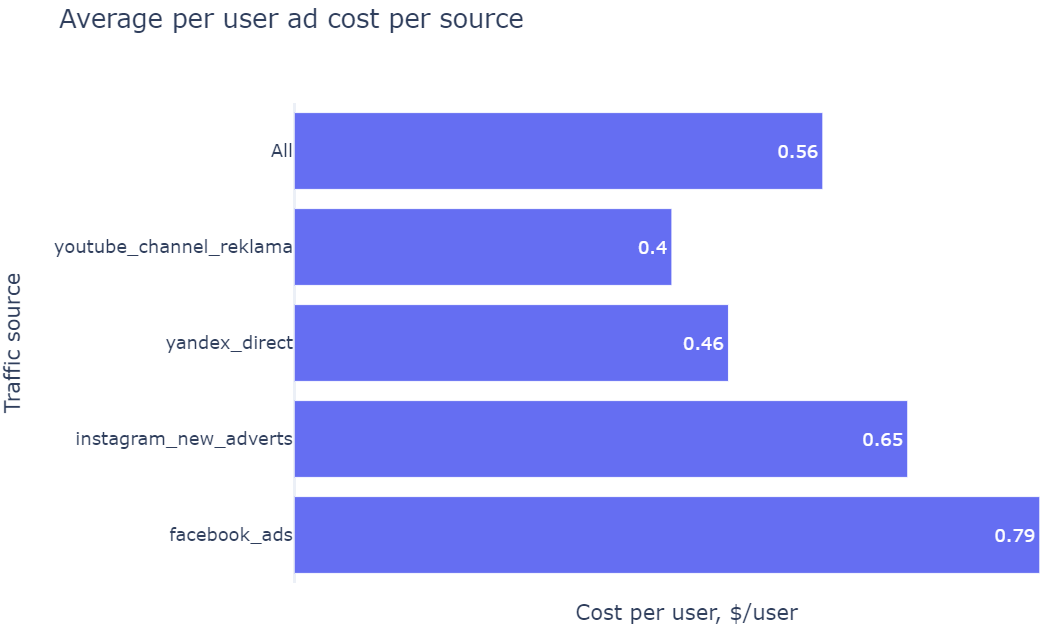 Average per user ad cost per source
All
0.56
youtube_channel_reklama
0.4
yandex_direct
0.46
instagram_new_adverts
0.65
facebook_ads
0.79
Traffic source
Cost per user, $/user